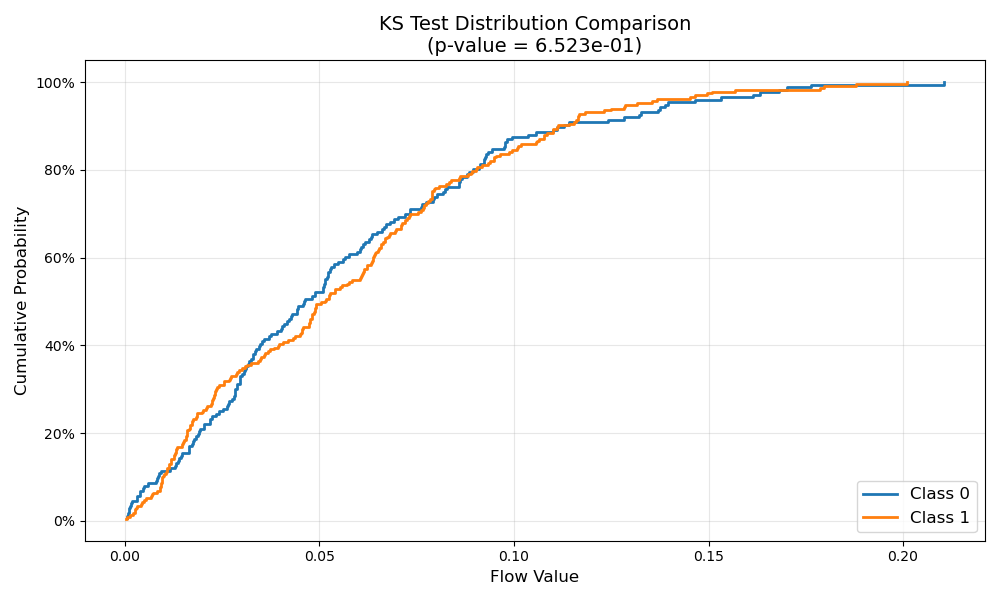 KS Test Distribution Comparison
(p-value = 6.523e-01)
100%
80%
60%
40%
20%
0%
Cumulative Probability
Class 0
Class 1
0.00 0.05 0.10 0.15 0.20
Flow Value